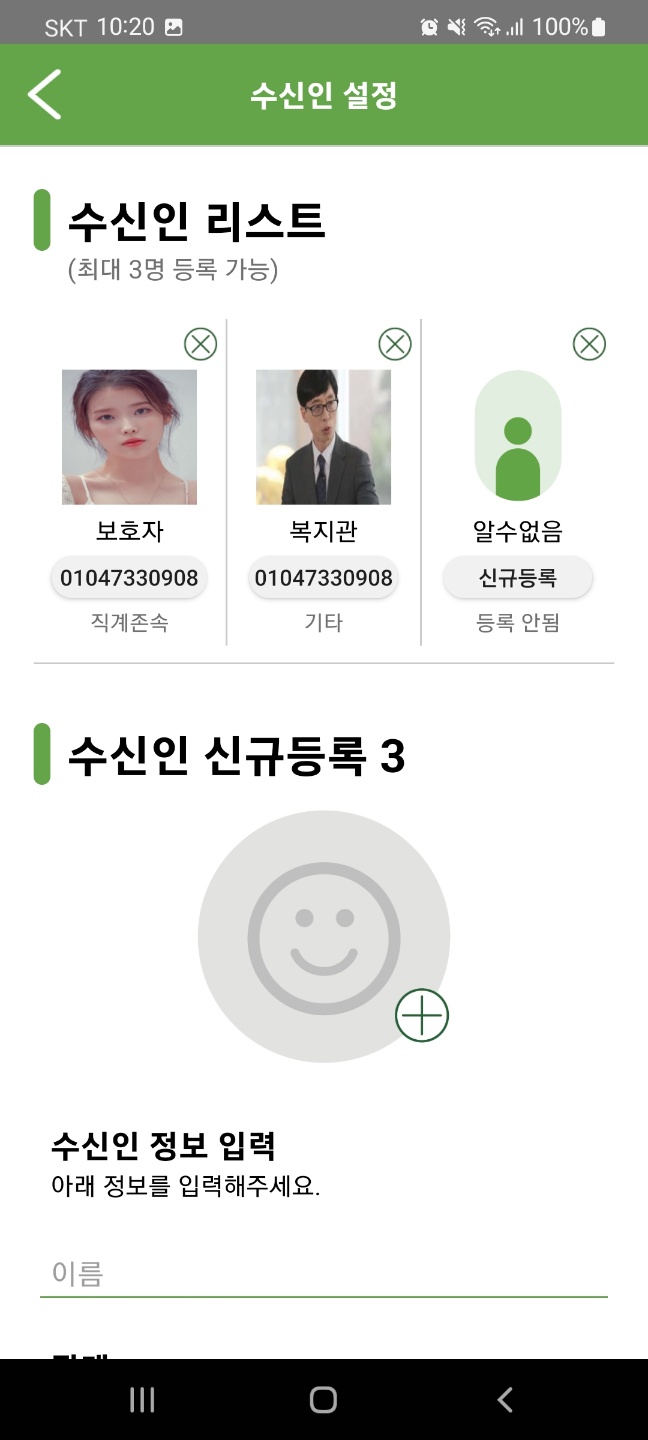 SKT 10:20 100%
수신인 설정
수신인 리스트
(최대 3명 등록 가능)
보호자 복지관 알수없음
01047330908 01047330908 신규등록
직계존속 기타 등록 안됨
수신인 신규등록 3
수신인 정보 입력
아래 정보를 입력해주세요.
이름